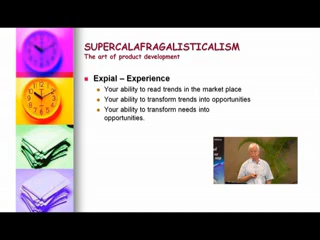 SUPERCALAFRAGALISTICALISM
The art of product development
Expial – Experience
Your ability to read trends in the market place
Your ability to transform trends into opportunities
Your ability to transform needs into
opportunities.